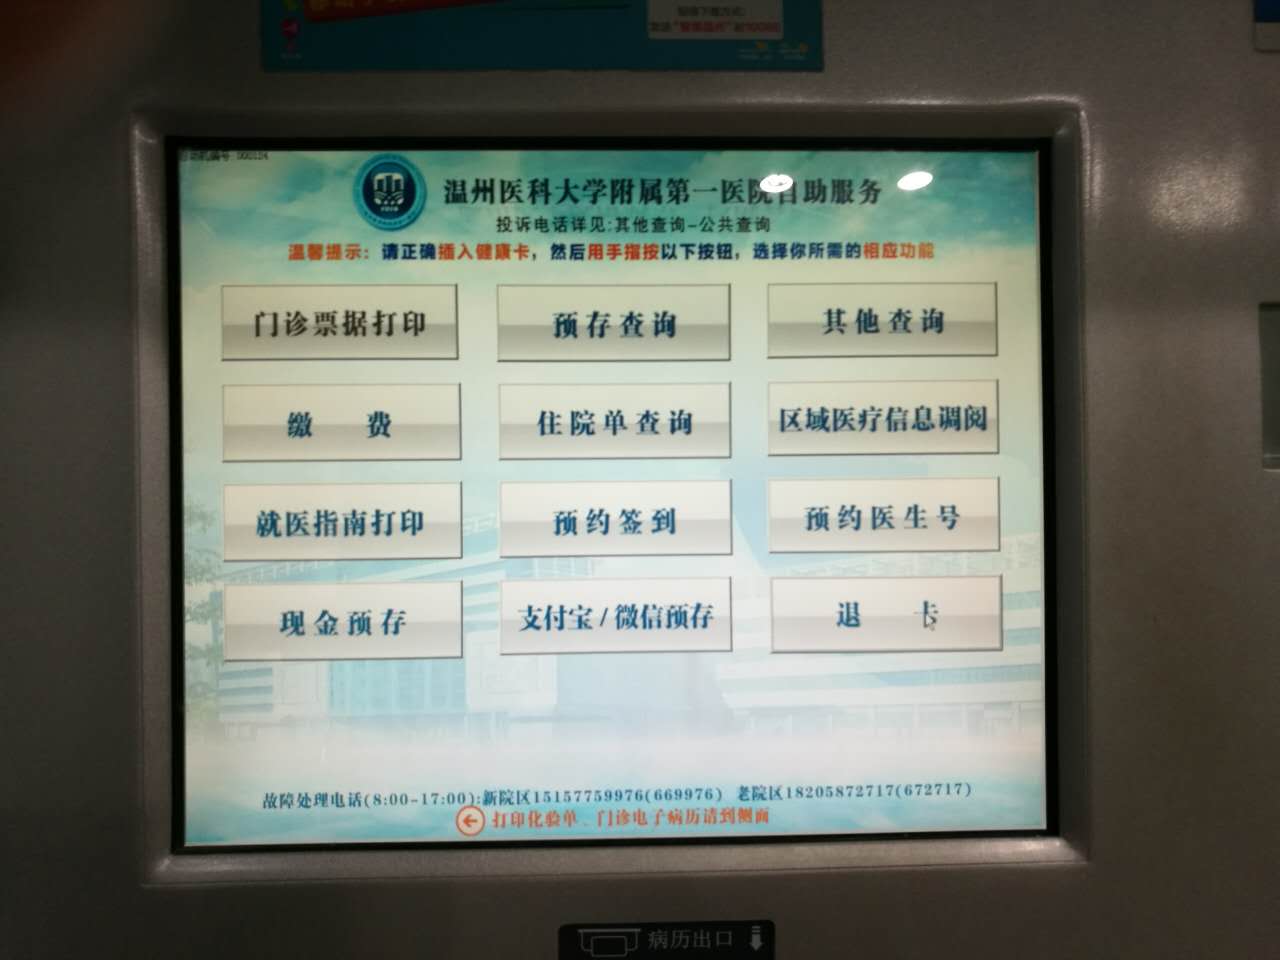 温州医科大学附属第一医院自助服务
投诉电话详见:其他查询-公共查询
温馨提示：请正确插入健康卡，然后用手指按以下按钮，选择你所需的相应功能
门诊票据打印 预存查询 其他查询
缴 费 住院单查询 区域医疗信息调阅
就医指南打印 预约签到 预约医生号
现金预存 支付宝/微信预存 退 卡
故障处理电话(8:00-17:00):新院区15157759976(669976) 老院区18205872717(672717)
打印化验单、门诊电子病历请到侧面
病历出口